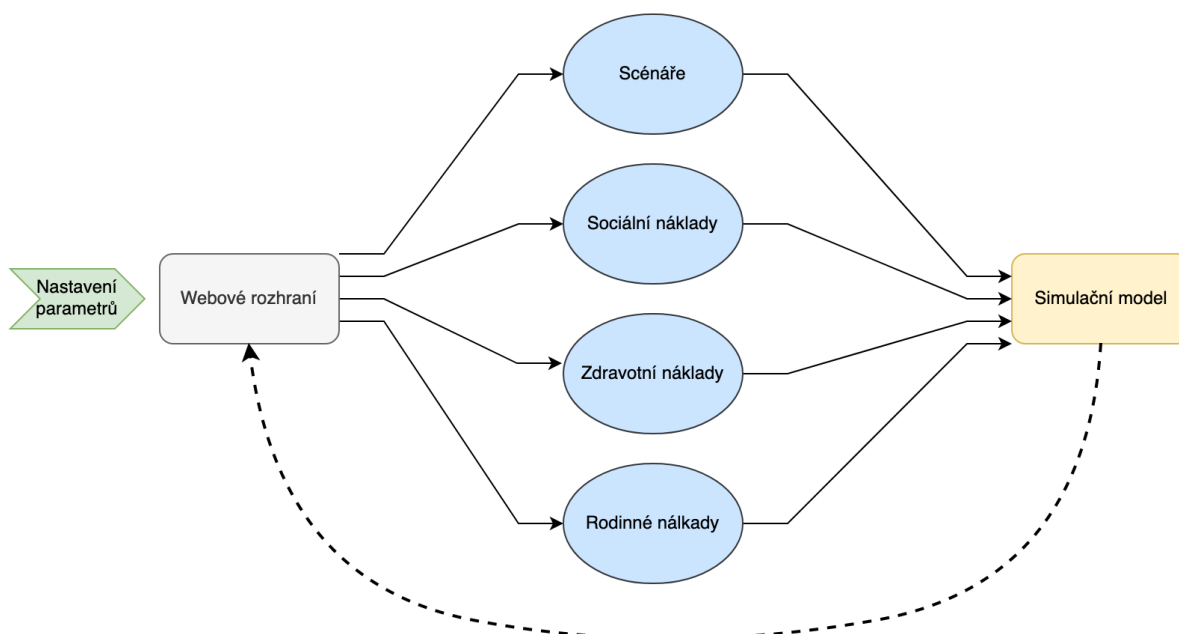 Scénáře
Sociální náklady
Nastavení
parametrů
Webové rozhraní
Simulační model
Zdravotní náklady
Rodinné nálkady